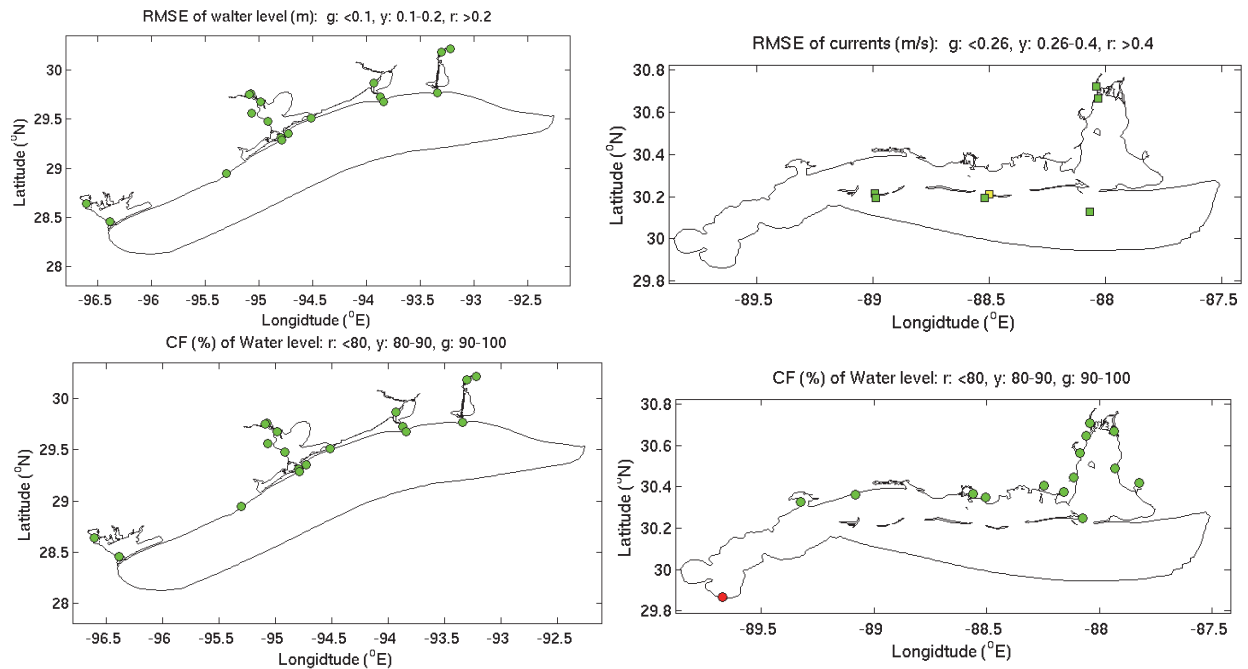 RMSE of walter level (m): g: <0.1, y: 0.1-0.2, r: >0.2
30
29.5
29
28.5
28
Latitude (°N)
-96.5 -96 -95.5 -95 -94.5 -94 -93.5 -93 -92.5
Longidtude (°E)
RMSE of currents (m/s): g: <0.26, y: 0.26-0.4, r: >0.4
30.8
30.6
30.4
30.2
30
29.8
Latitude (°N)
-89.5 -89 -88.5 -88 -87.5
Longidtude (°E)
CF (%) of Water level: r: <80, y: 80-90, g: 90-100
30
29.5
29
28.5
28
Latitude (°N)
-96.5 -96 -95.5 -95 -94.5 -94 -93.5 -93 -92.5
Longidtude (°E)
CF (%) of Water level: r: <80, y: 80-90, g: 90-100
30.8
30.6
30.4
30.2
30
29.8
Latitude (°N)
-89.5 -89 -88.5 -88 -87.5
Longidtude (°E)